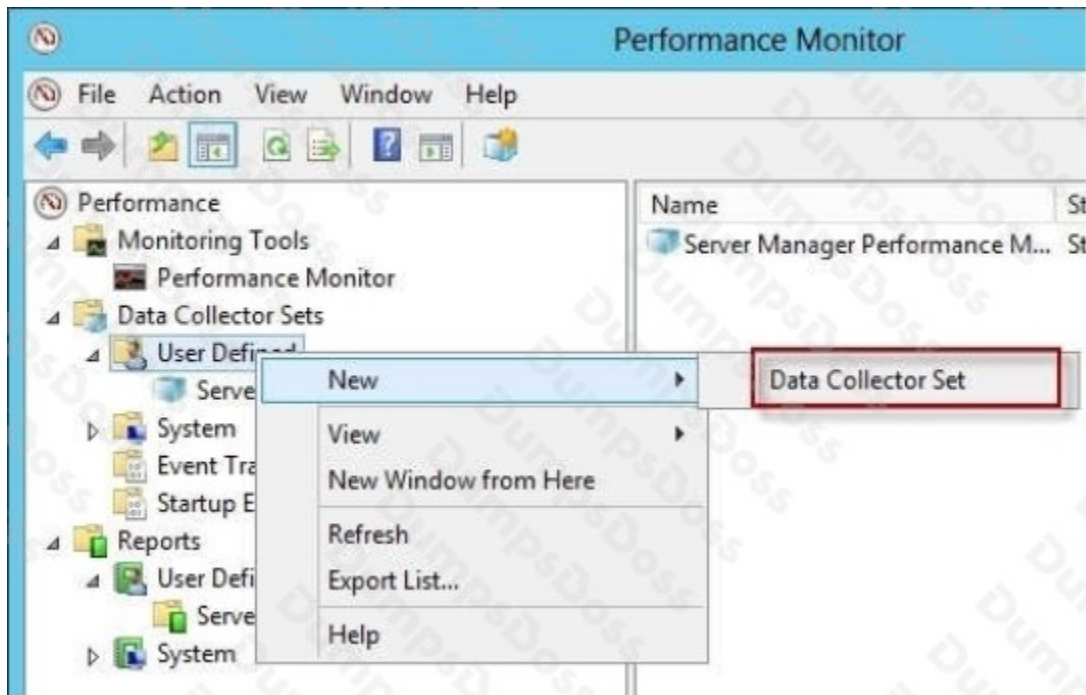 Performance Monitor
File Action View Window Help
Performance
Monitoring Tools
Performance Monitor
Data Collector Sets
User Defined
Serve
System
Event Tra
Startup E
Reports
User Defi
Serve
System
Name St
Server Manager Performance M... St
New
View
New Window from Here
Refresh
Export List...
Help
Data Collector Set
DumpsDoss